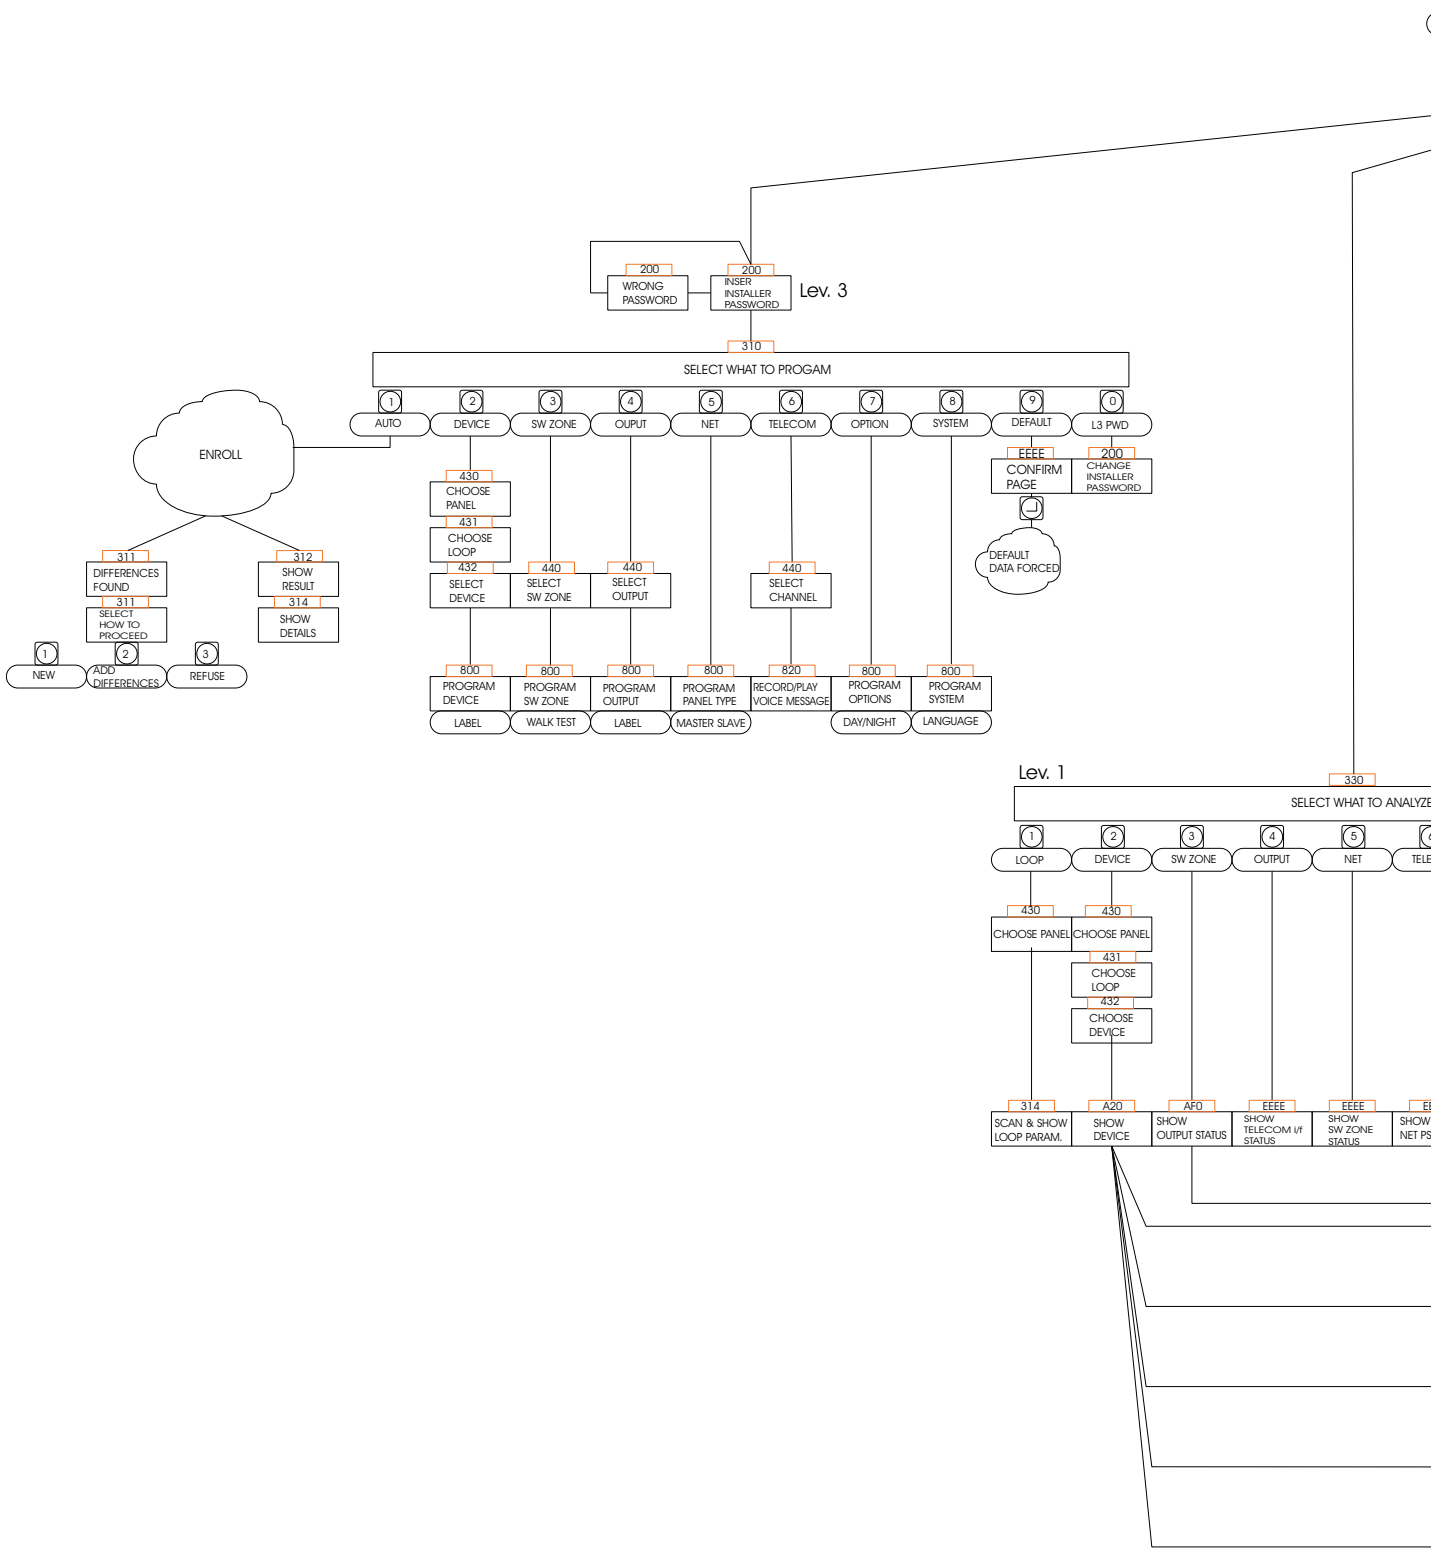 200
WRONG
PASSWORD
200
INSER
INSTALLER
PASSWORD
Lev. 3
310
SELECT WHAT TO PROGAM
1
2
3
4
5
6
7
8
9
0
AUTO
DEVICE
SW ZONE
OUPUT
NET
TELECOM
OPTION
SYSTEM
DEFAULT
L3 PWD
ENROLL
430
CHOOSE
PANEL
431
CHOOSE
LOOP
432
SELECT
DEVICE
440
SELECT
SW ZONE
440
SELECT
OUTPUT
440
SELECT
CHANNEL
EEEE
CONFIRM
PAGE
200
CHANGE
INSTALLER
PASSWORD
DEFAULT
DATA FORCED
311
DIFFERENCES
FOUND
311
SELECT
HOW TO
PROCEED
312
SHOW
RESULT
314
SHOW
DETAILS
1
2
3
NEW
ADD
DIFFERENCES
REFUSE
800
PROGRAM
DEVICE
LABEL
800
PROGRAM
SW ZONE
WALK TEST
800
PROGRAM
OUTPUT
LABEL
800
PROGRAM
PANEL TYPE
MASTER SLAVE
820
RECORD/PLAY
VOICE MESSAGE
800
PROGRAM
OPTIONS
DAY/NIGHT
800
PROGRAM
SYSTEM
LANGUAGE
Lev. 1
330
SELECT WHAT TO ANALYZE
1
2
3
4
5
LOOP
DEVICE
SW ZONE
OUTPUT
NET
TELE
430
CHOOSE PANEL
430
CHOOSE PANEL
431
CHOOSE
LOOP
432
CHOOSE
DEVICE
314
SCAN & SHOW
LOOP PARAM.
A20
SHOW
DEVICE
AF0
SHOW
OUTPUT STATUS
EEEE
SHOW
TELECOM i/f
STATUS
EEEE
SHOW
SW ZONE
STATUS
SHOW
NET PS